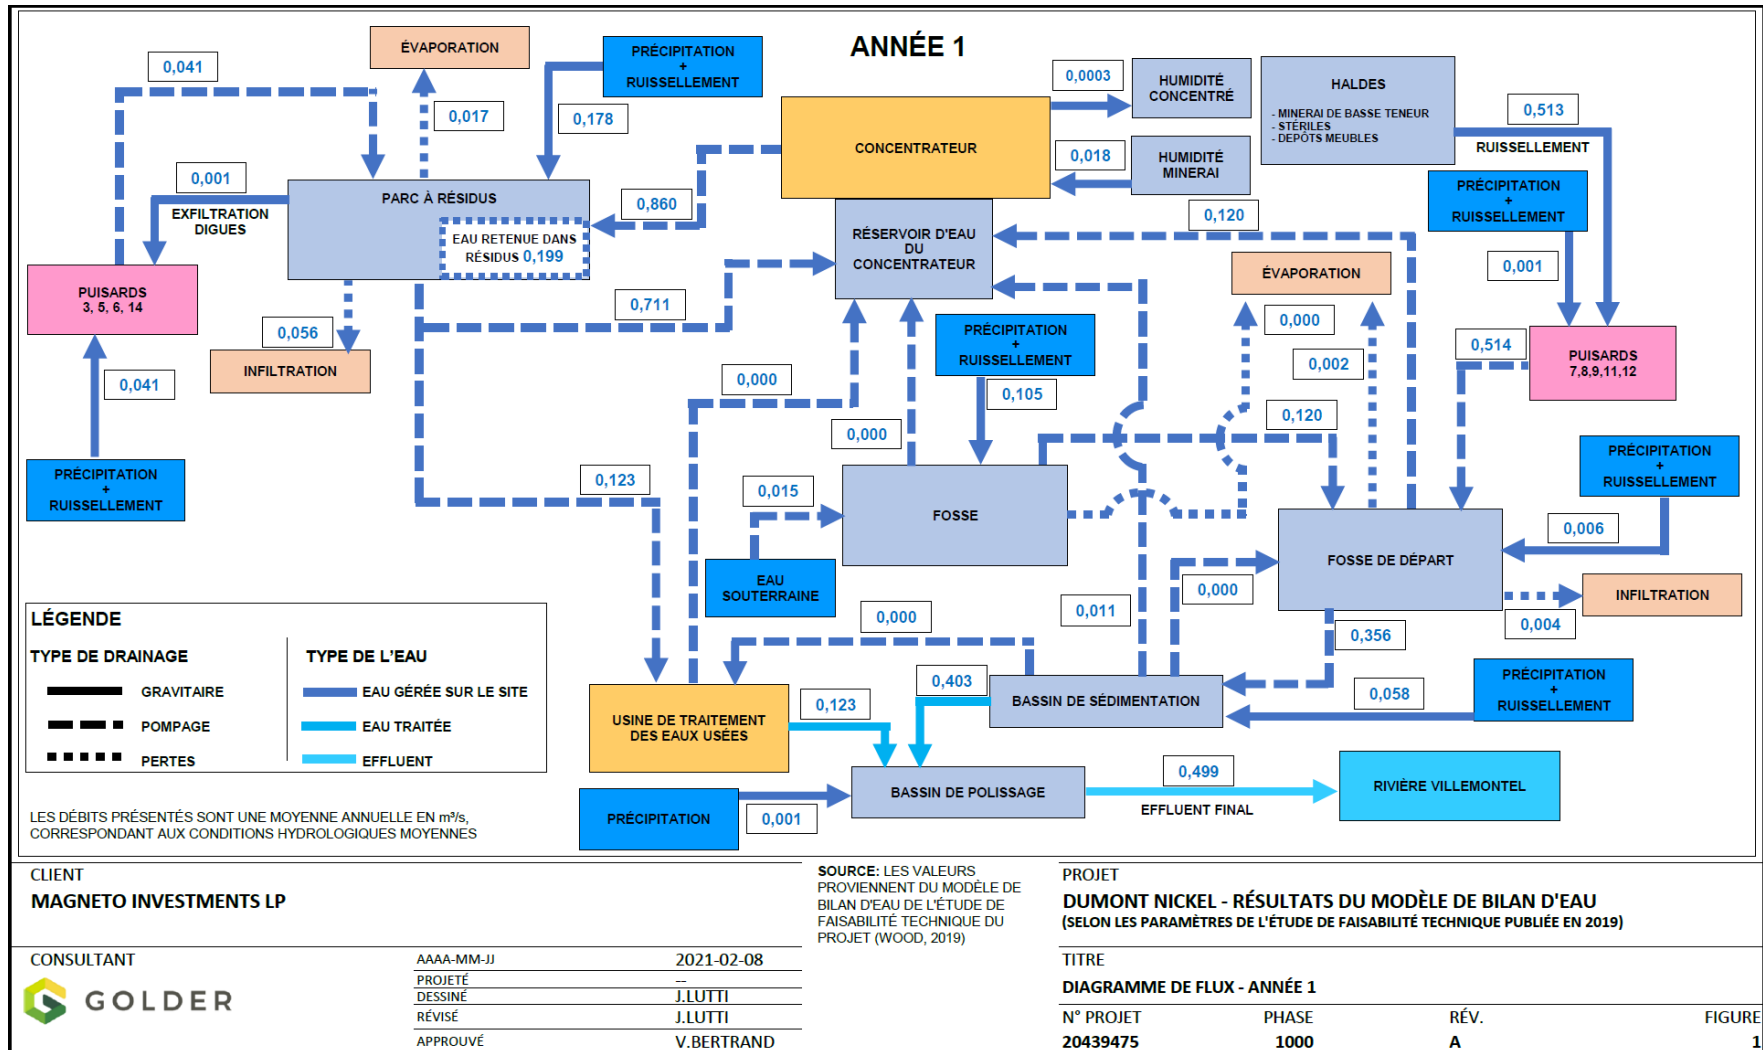 ANNÉE 1
ÉVAPORATION
PRÉCIPITATION
+
RUISSELLEMENT
0,041
0,017
0,178
0,001
EXFILTRATION
DIGUES
PARC À RÉSIDUS
EAU RETENUE DANS
RÉSIDUS 0,199
0,860
PUISARDS
3, 5, 6, 14
0,056
INFILTRATION
0,041
PRÉCIPITATION
+
RUISSELLEMENT
0,711
0,123
CONCENTRATEUR
RÉSERVOIR D'EAU
DU
CONCENTRATEUR
0,0003
HUMIDITÉ
CONCENTRÉ
0,018
HUMIDITÉ
MINERAI
HALDES
- MINERAI DE BASSE TENEUR
- STÉRILES
- DEPÔTS MEUBLES
0,513
RUISSELLEMENT
PRÉCIPITATION
+
RUISSELLEMENT
0,001
0,120
ÉVAPORATION
0,000
0,002
0,514
PUISARDS
7,8,9,11,12
PRÉCIPITATION
+
RUISSELLEMENT
0,105
0,000
0,000
0,120
0,015
FOSSE
EAU
SOUTERRAINE
PRÉCIPITATION
+
RUISSELLEMENT
0,006
FOSSE DE DÉPART
0,004
INFILTRATION
0,000
0,011
0,000
0,356
0,403
BASSIN DE SÉDIMENTATION
0,058
PRÉCIPITATION
+
RUISSELLEMENT
USINE DE TRAITEMENT
DES EAUX USÉES
0,123
BASSIN DE POLISSAGE
0,499
EFFLUENT FINAL
RIVIÈRE VILLEMONTEL
PRÉCIPITATION
0,001
LÉGENDE
TYPE DE DRAINAGE
GRAVITAIRE
POMPAGE
PERTES
TYPE DE L'EAU
EAU GÉRÉE SUR LE SITE
EAU TRAITÉE
EFFLUENT
LES DÉBITS PRÉSENTÉS SONT UNE MOYENNE ANNUELLE EN m³/s,
CORRESPONDANT AUX CONDITIONS HYDROLOGIQUES MOYENNES
CLIENT
MAGNETO INVESTMENTS LP
SOURCE: LES VALEURS
PROVIENNENT DU MODÈLE DE
BILAN D'EAU DE L'ÉTUDE DE
FAISABILITÉ TECHNIQUE DU
PROJET (WOOD, 2019)
PROJET
DUMONT NICKEL - RÉSULTATS DU MODÈLE DE BILAN D'EAU
(SELON LES PARAMÈTRES DE L'ÉTUDE DE FAISABILITÉ TECHNIQUE PUBLIÉE EN 2019)
CONSULTANT
GOLDER
AAAA-MM-JJ 2021-02-08
PROJETÉ --
DESSINÉ J.LUTTI
RÉVISÉ J.LUTTI
APPROUVÉ V.BERTRAND
TITRE
DIAGRAMME DE FLUX - ANNÉE 1
N° PROJET PHASE RÉV. FIGURE
20439475 1000 A 1